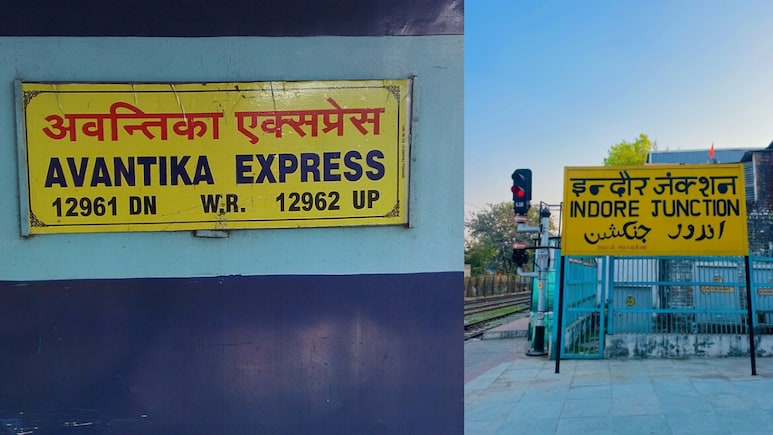 अवन्तिका एक्सप्रेस
AVANTIKA EXPRESS
12961 DN W.R. 12962 UP
इन्दौर जंक्शन
INDORE JUNCTION
اندور جنکشن